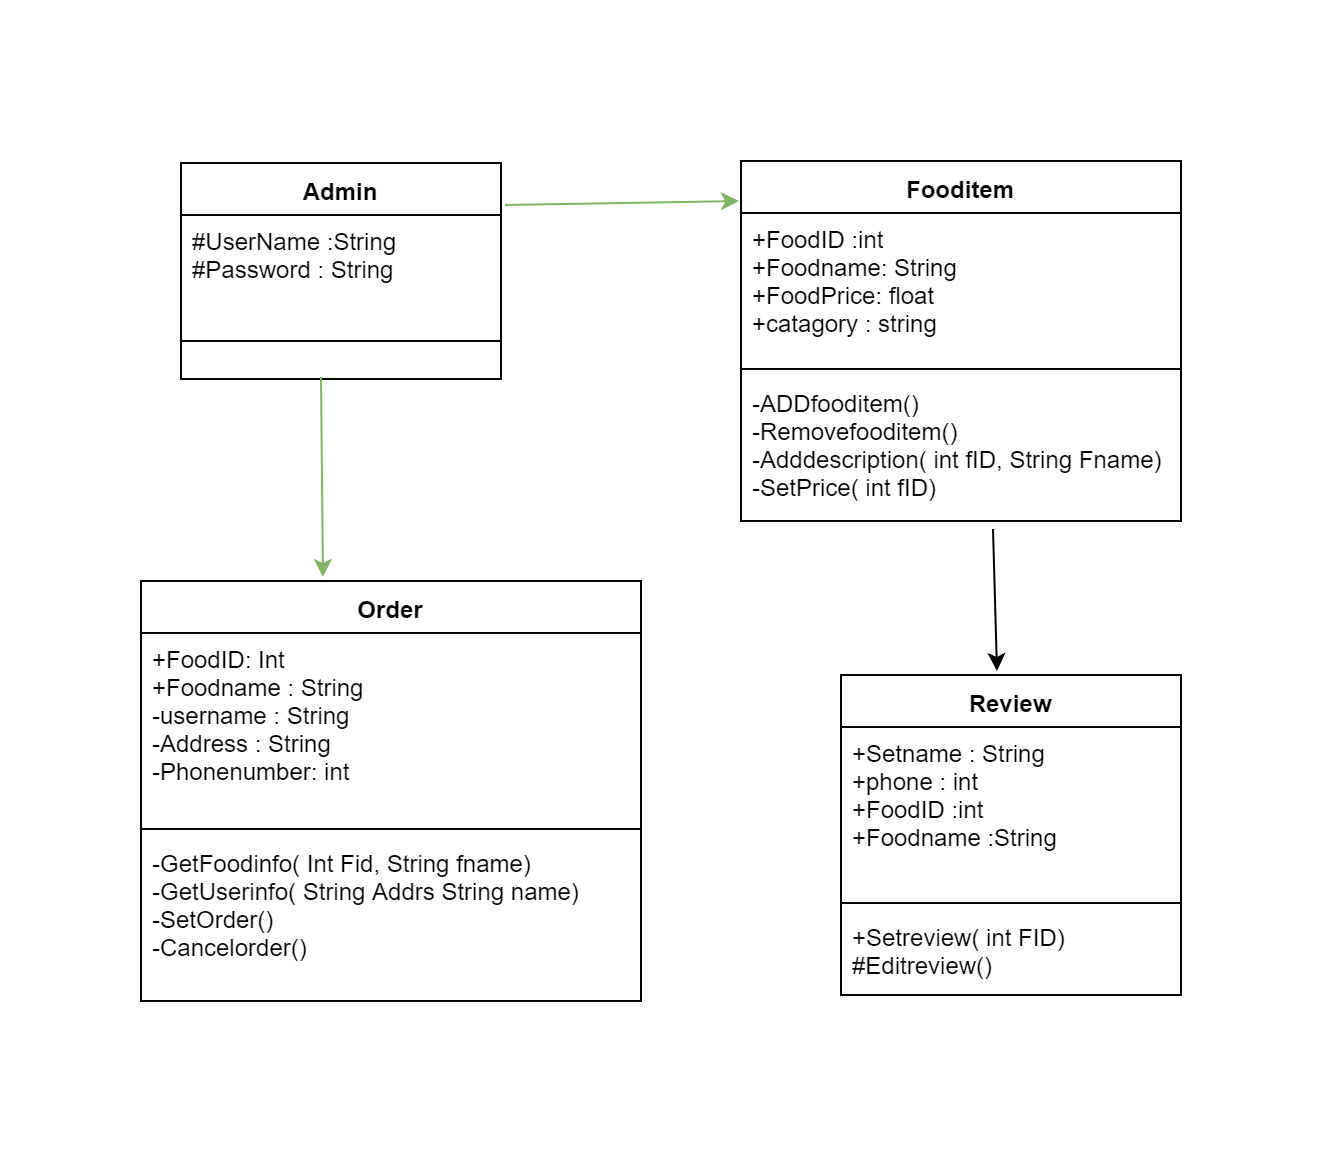 Admin
#UserName :String
#Password : String
Fooditem
+FoodID :int
+Foodname: String
+FoodPrice: float
+catagory : string
-ADDfooditem()
-Removefooditem()
-Adddescription( int fID, String Fname)
-SetPrice( int fID)
Order
+FoodID: Int
+Foodname : String
-username : String
-Address : String
-Phonenumber: int
-GetFoodinfo( Int Fid, String fname)
-GetUserinfo( String Addrs String name)
-SetOrder()
-Cancelorder()
Review
+Setname : String
+phone : int
+FoodID :int
+Foodname :String
+Setreview( int FID)
#Editreview()